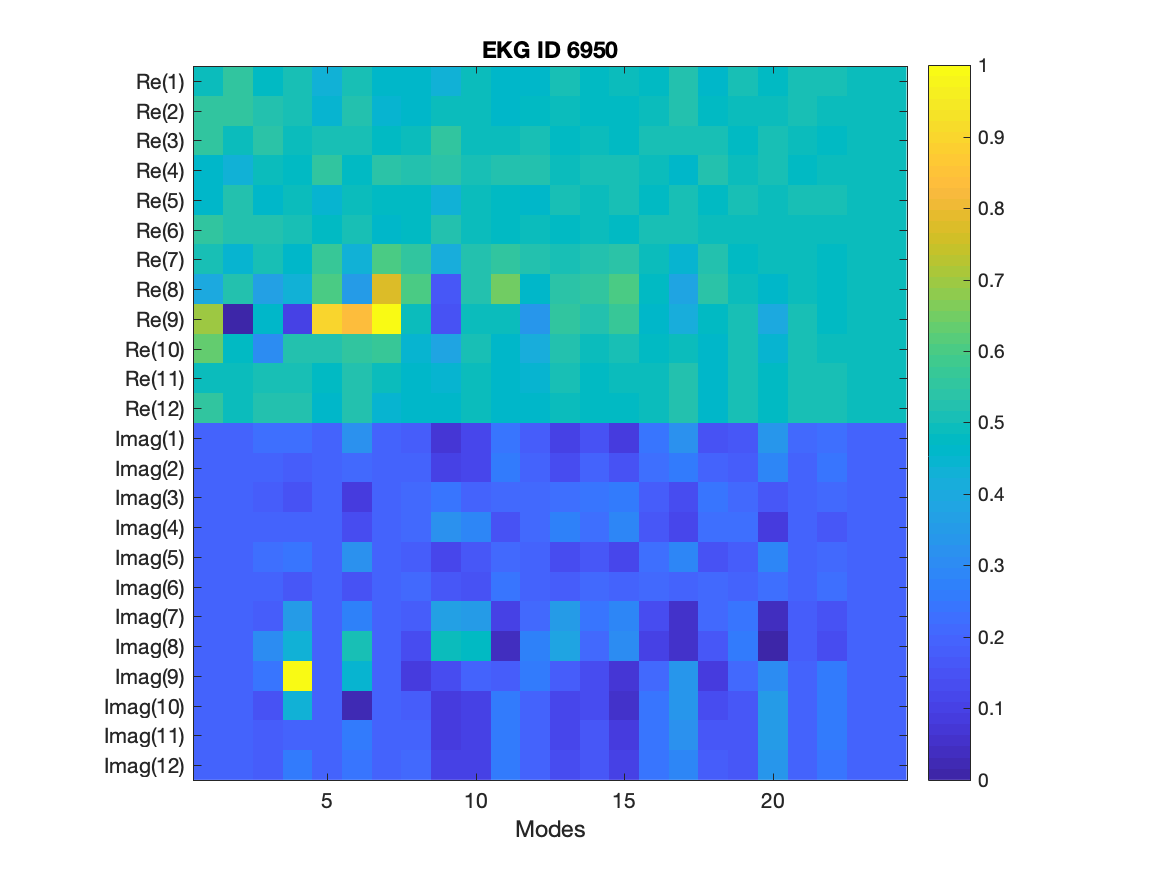 EKG ID 6950
Re(1)
Re(2)
Re(3)
Re(4)
Re(5)
Re(6)
Re(7)
Re(8)
Re(9)
Re(10)
Re(11)
Re(12)
Imag(1)
Imag(2)
Imag(3)
Imag(4)
Imag(5)
Imag(6)
Imag(7)
Imag(8)
Imag(9)
Imag(10)
Imag(11)
Imag(12)
5 10 15 20
Modes
1
0.9
0.8
0.7
0.6
0.5
0.4
0.3
0.2
0.1
0